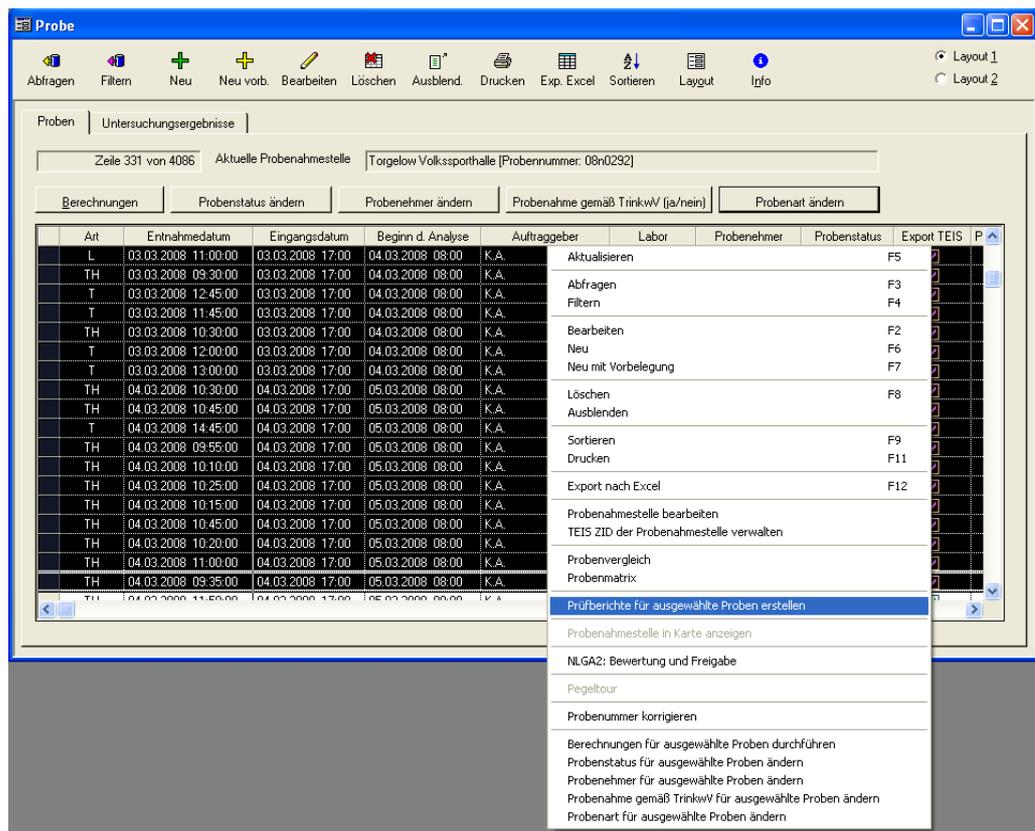 Probe
Abfragen Filtern Neu Neu vorb. Bearbeiten Löschen Ausblend. Drucken Exp. Excel Sortieren Layout Info
Layout 1
Layout 2
Proben Untersuchungsergebnisse
Zeile 331 von 4086 Aktuelle Probenahmestelle Torgelow Volkssporthalle [Probennummer: 08n0292]
Berechnungen Probenstatus ändern Probenehmer ändern Probenahme gemäß TrinkwV (ja/nein) Probenart ändern
Art Entnahmedatum Eingangsdatum Beginn d. Analyse Auftraggeber Labor Probenehmer Probenstatus Export TEIS P
L 03.03.2008 11:00:00 03.03.2008 17:00 04.03.2008 08:00 K.A.
TH 03.03.2008 09:30:00 03.03.2008 17:00 04.03.2008 08:00 K.A.
T 03.03.2008 12:45:00 03.03.2008 17:00 04.03.2008 08:00 K.A.
T 03.03.2008 11:45:00 03.03.2008 17:00 04.03.2008 08:00 K.A.
TH 03.03.2008 10:30:00 03.03.2008 17:00 04.03.2008 08:00 K.A.
T 03.03.2008 12:00:00 03.03.2008 17:00 04.03.2008 08:00 K.A.
T 03.03.2008 13:00:00 03.03.2008 17:00 04.03.2008 08:00 K.A.
TH 04.03.2008 10:30:00 04.03.2008 17:00 05.03.2008 08:00 K.A.
TH 04.03.2008 10:45:00 04.03.2008 17:00 05.03.2008 08:00 K.A.
T 04.03.2008 14:45:00 04.03.2008 17:00 05.03.2008 08:00 K.A.
TH 04.03.2008 09:55:00 04.03.2008 17:00 05.03.2008 08:00 K.A.
TH 04.03.2008 10:10:00 04.03.2008 17:00 05.03.2008 08:00 K.A.
TH 04.03.2008 10:25:00 04.03.2008 17:00 05.03.2008 08:00 K.A.
TH 04.03.2008 10:15:00 04.03.2008 17:00 05.03.2008 08:00 K.A.
TH 04.03.2008 10:45:00 04.03.2008 17:00 05.03.2008 08:00 K.A.
TH 04.03.2008 10:20:00 04.03.2008 17:00 05.03.2008 08:00 K.A.
TH 04.03.2008 11:00:00 04.03.2008 17:00 05.03.2008 08:00 K.A.
TH 04.03.2008 09:35:00 04.03.2008 17:00 05.03.2008 08:00 K.A.
Aktualisieren F5
Abfragen F3
Filtern F4
Bearbeiten F2
Neu F6
Neu mit Vorbelegung F7
Löschen F8
Ausblenden
Sortieren F9
Drucken F11
Export nach Excel F12
Probenahmestelle bearbeiten
TEIS ZID der Probenahmestelle verwalten
Probenvergleich
Probenmatrix
Prüfberichte für ausgewählte Proben erstellen
Probenahmestelle in Karte anzeigen
NLGA2: Bewertung und Freigabe
Pegeltour
Probenummer korrigieren
Berechnungen für ausgewählte Proben durchführen
Probenstatus für ausgewählte Proben ändern
Probenehmer für ausgewählte Proben ändern
Probenahme gemäß TrinkwV für ausgewählte Proben ändern
Probenart für ausgewählte Proben ändern